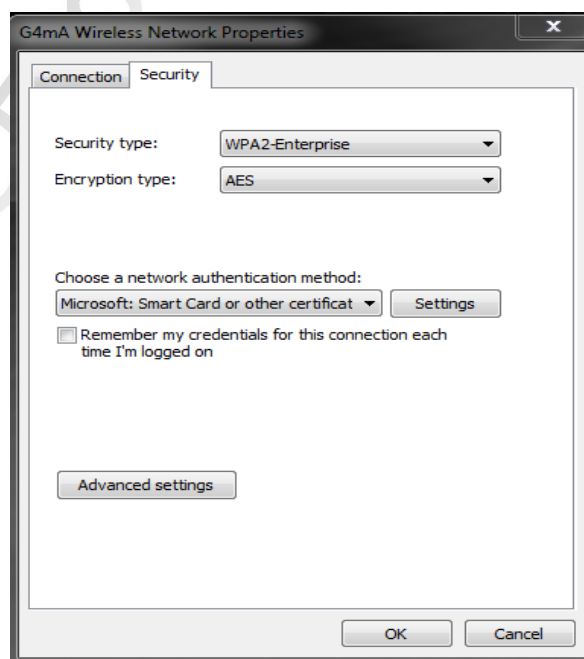 G4mA Wireless Network Properties
x
Connection Security
Security type: WPA2-Enterprise
Encryption type: AES
Choose a network authentication method:
Microsoft: Smart Card or other certificat Settings
Remember my credentials for this connection each
time I'm logged on
Advanced settings
OK Cancel